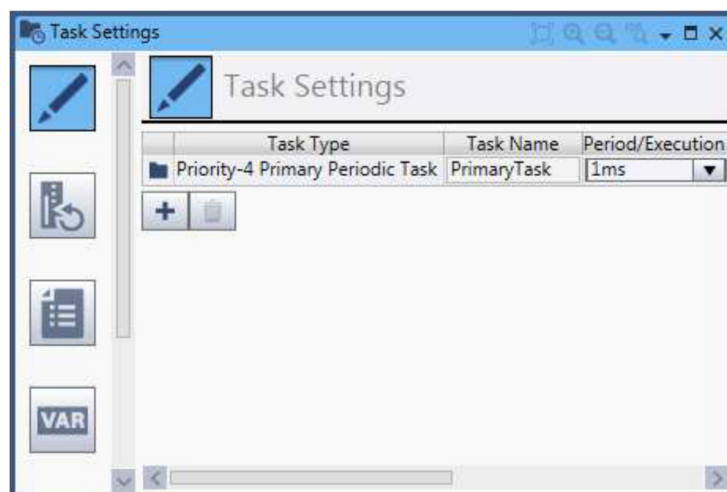 Task Settings
Task Settings
Task Type Task Name Period/Execution
Priority-4 Primary Periodic Task PrimaryTask 1ms
VAR